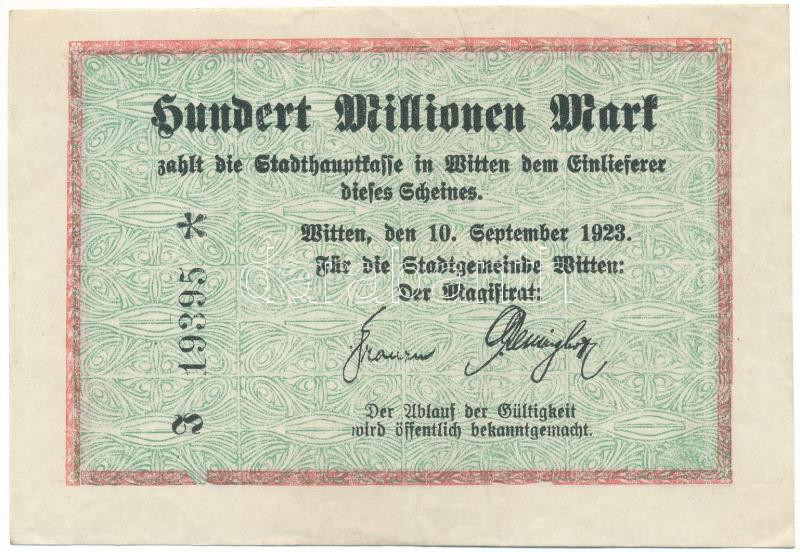 Hundert Millionen Mark
zahlt die Stadthauptkasse in Witten dem Einlieferer
dieses Scheines.
Witten, den 10. September 1923.
Für die Stadtgemeinde Witten:
Der Magistrat:
Der Ablauf der Gültigkeit
wird öffentlich bekanntgemacht.
S 19395 *